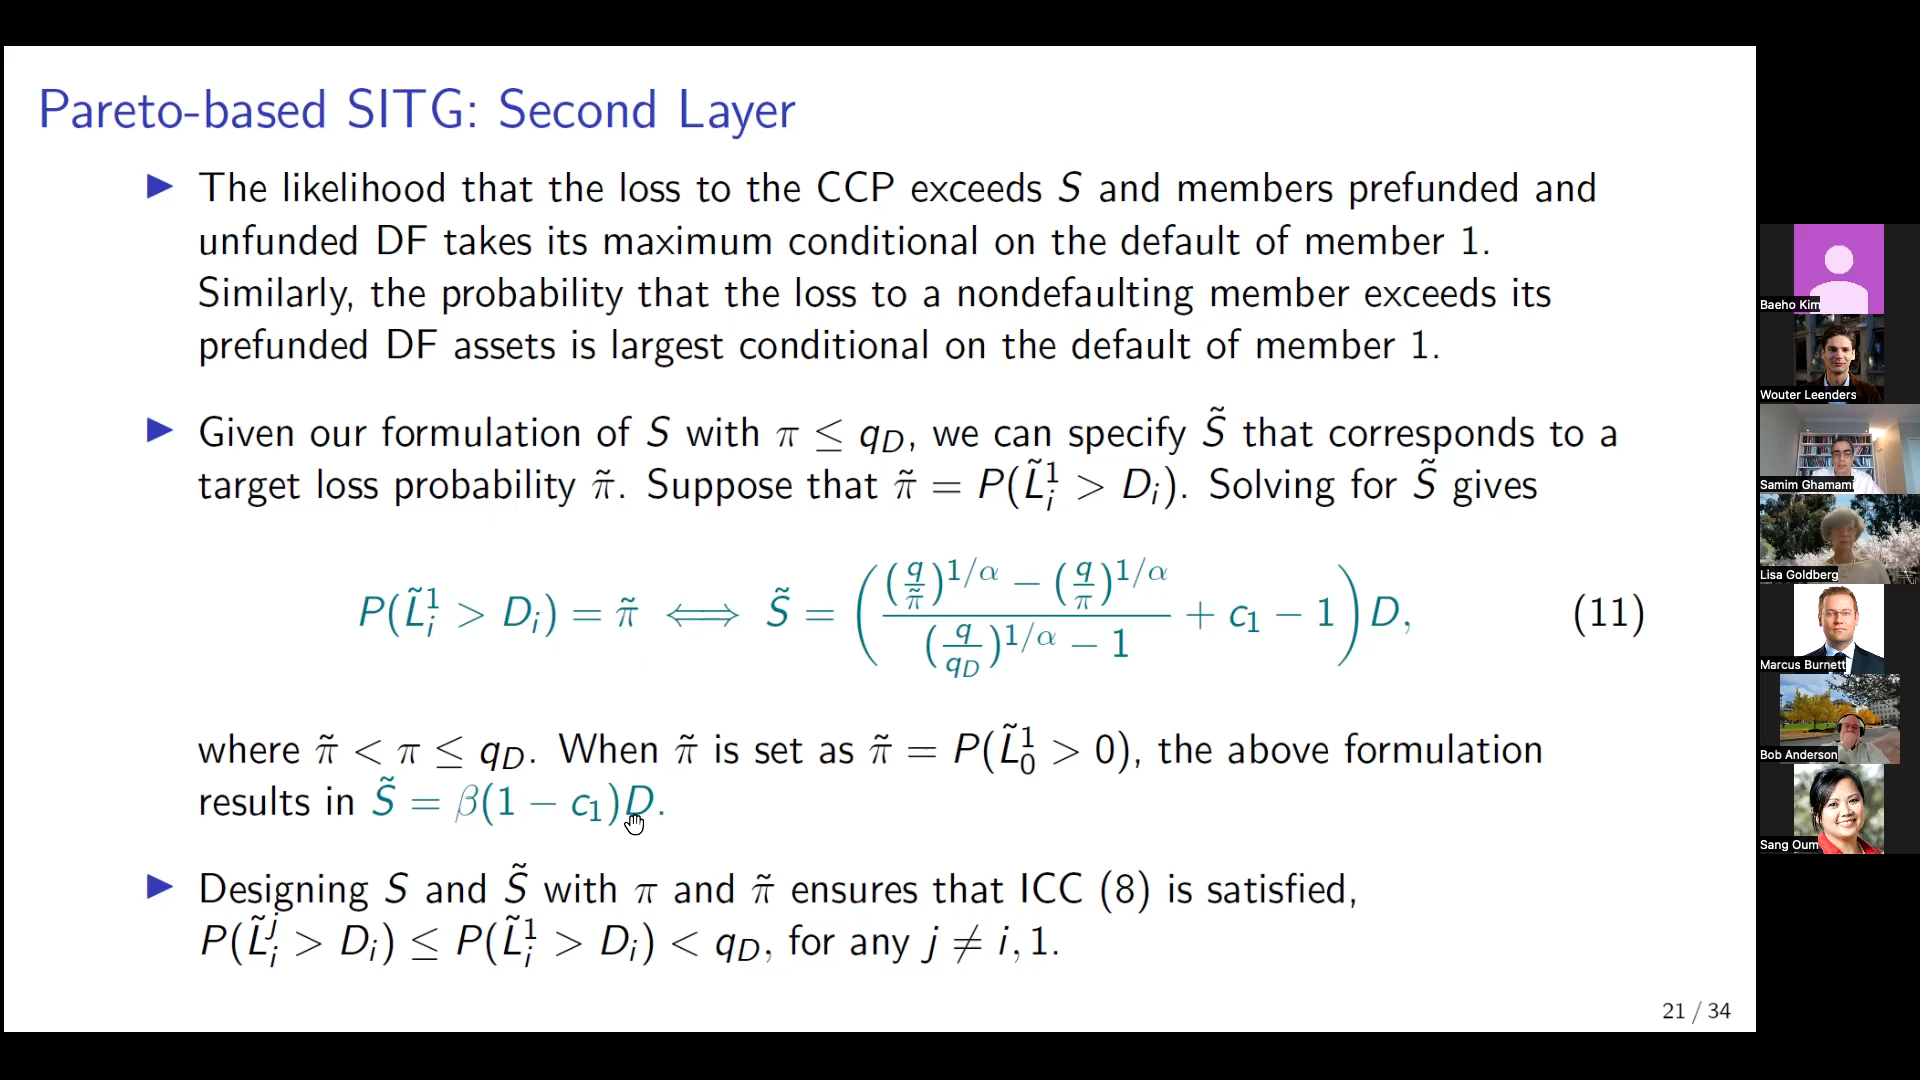 Pareto-based SITG: Second Layer
▶ The likelihood that the loss to the CCP exceeds S and members prefunded and
unfunded DF takes its maximum conditional on the default of member 1.
Similarly, the probability that the loss to a nondefaulting member exceeds its
prefunded DF assets is largest conditional on the default of member 1.
▶ Given our formulation of S with π ≤ q_D, we can specify S̃ that corresponds to a
target loss probability π̃. Suppose that π̃ = P(L̃_i^1 > D_i). Solving for S̃ gives
P(L̃_i^1 > D_i) = π̃ ⟺ S̃ = ( ((q/π̃)^{1/α} − (q/π)^{1/α}) / ((q/q_D)^{1/α} − 1) + c_1 − 1 ) D, (11)
where π̃ < π ≤ q_D. When π̃ is set as π̃ = P(L̃_0^1 > 0), the above formulation
results in S̃ = β(1 − c_1)D.
▶ Designing S and S̃ with π and π̃ ensures that ICC (8) is satisfied,
P(L̃_i^j > D_i) ≤ P(L̃_i^1 > D_i) < q_D, for any j ≠ i, 1.
21 / 34
Baeho Kim
Wouter Leenders
Samim Ghamami
Lisa Goldberg
Marcus Burnett
Bob Anderson
Sang Oum